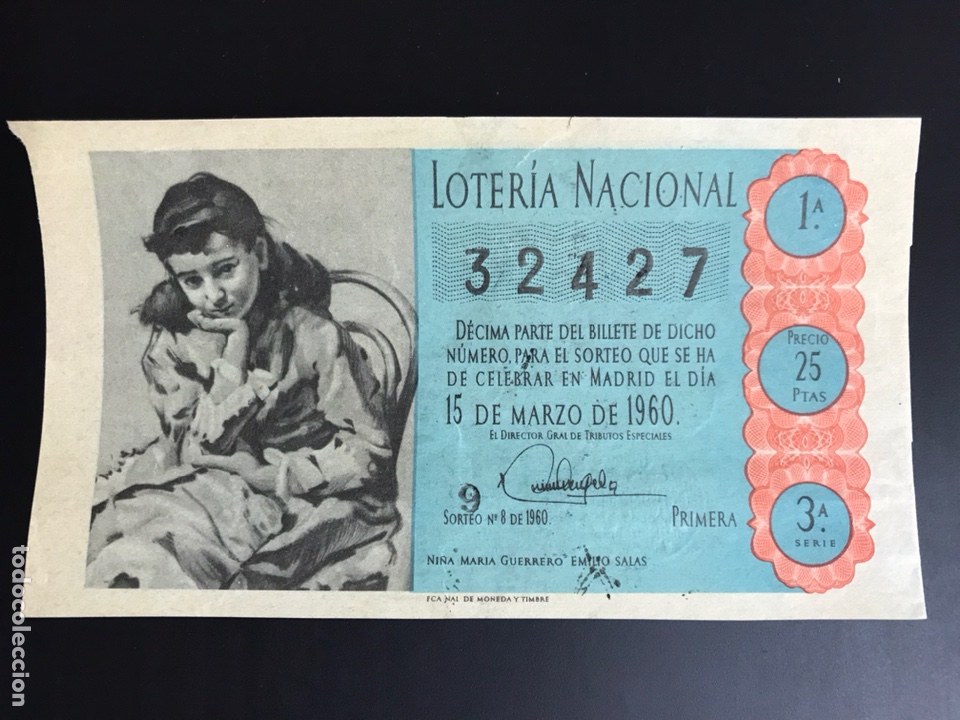 LOTERÍA NACIONAL
32427
DÉCIMA PARTE DEL BILLETE DE DICHO
NÚMERO, PARA EL SORTEO QUE SE HA
DE CELEBRAR EN MADRID EL DÍA
15 DE MARZO DE 1960.
EL DIRECTOR GRAL DE TRIBUTOS ESPECIALES
9
SORTEO Nº 8 DE 1960.
PRIMERA
NIÑA MARIA GUERRERO EMILIO SALAS
FCA NAL DE MONEDA Y TIMBRE
1.ª
PRECIO
25
PTAS
3.ª
SERIE
todocoleccion